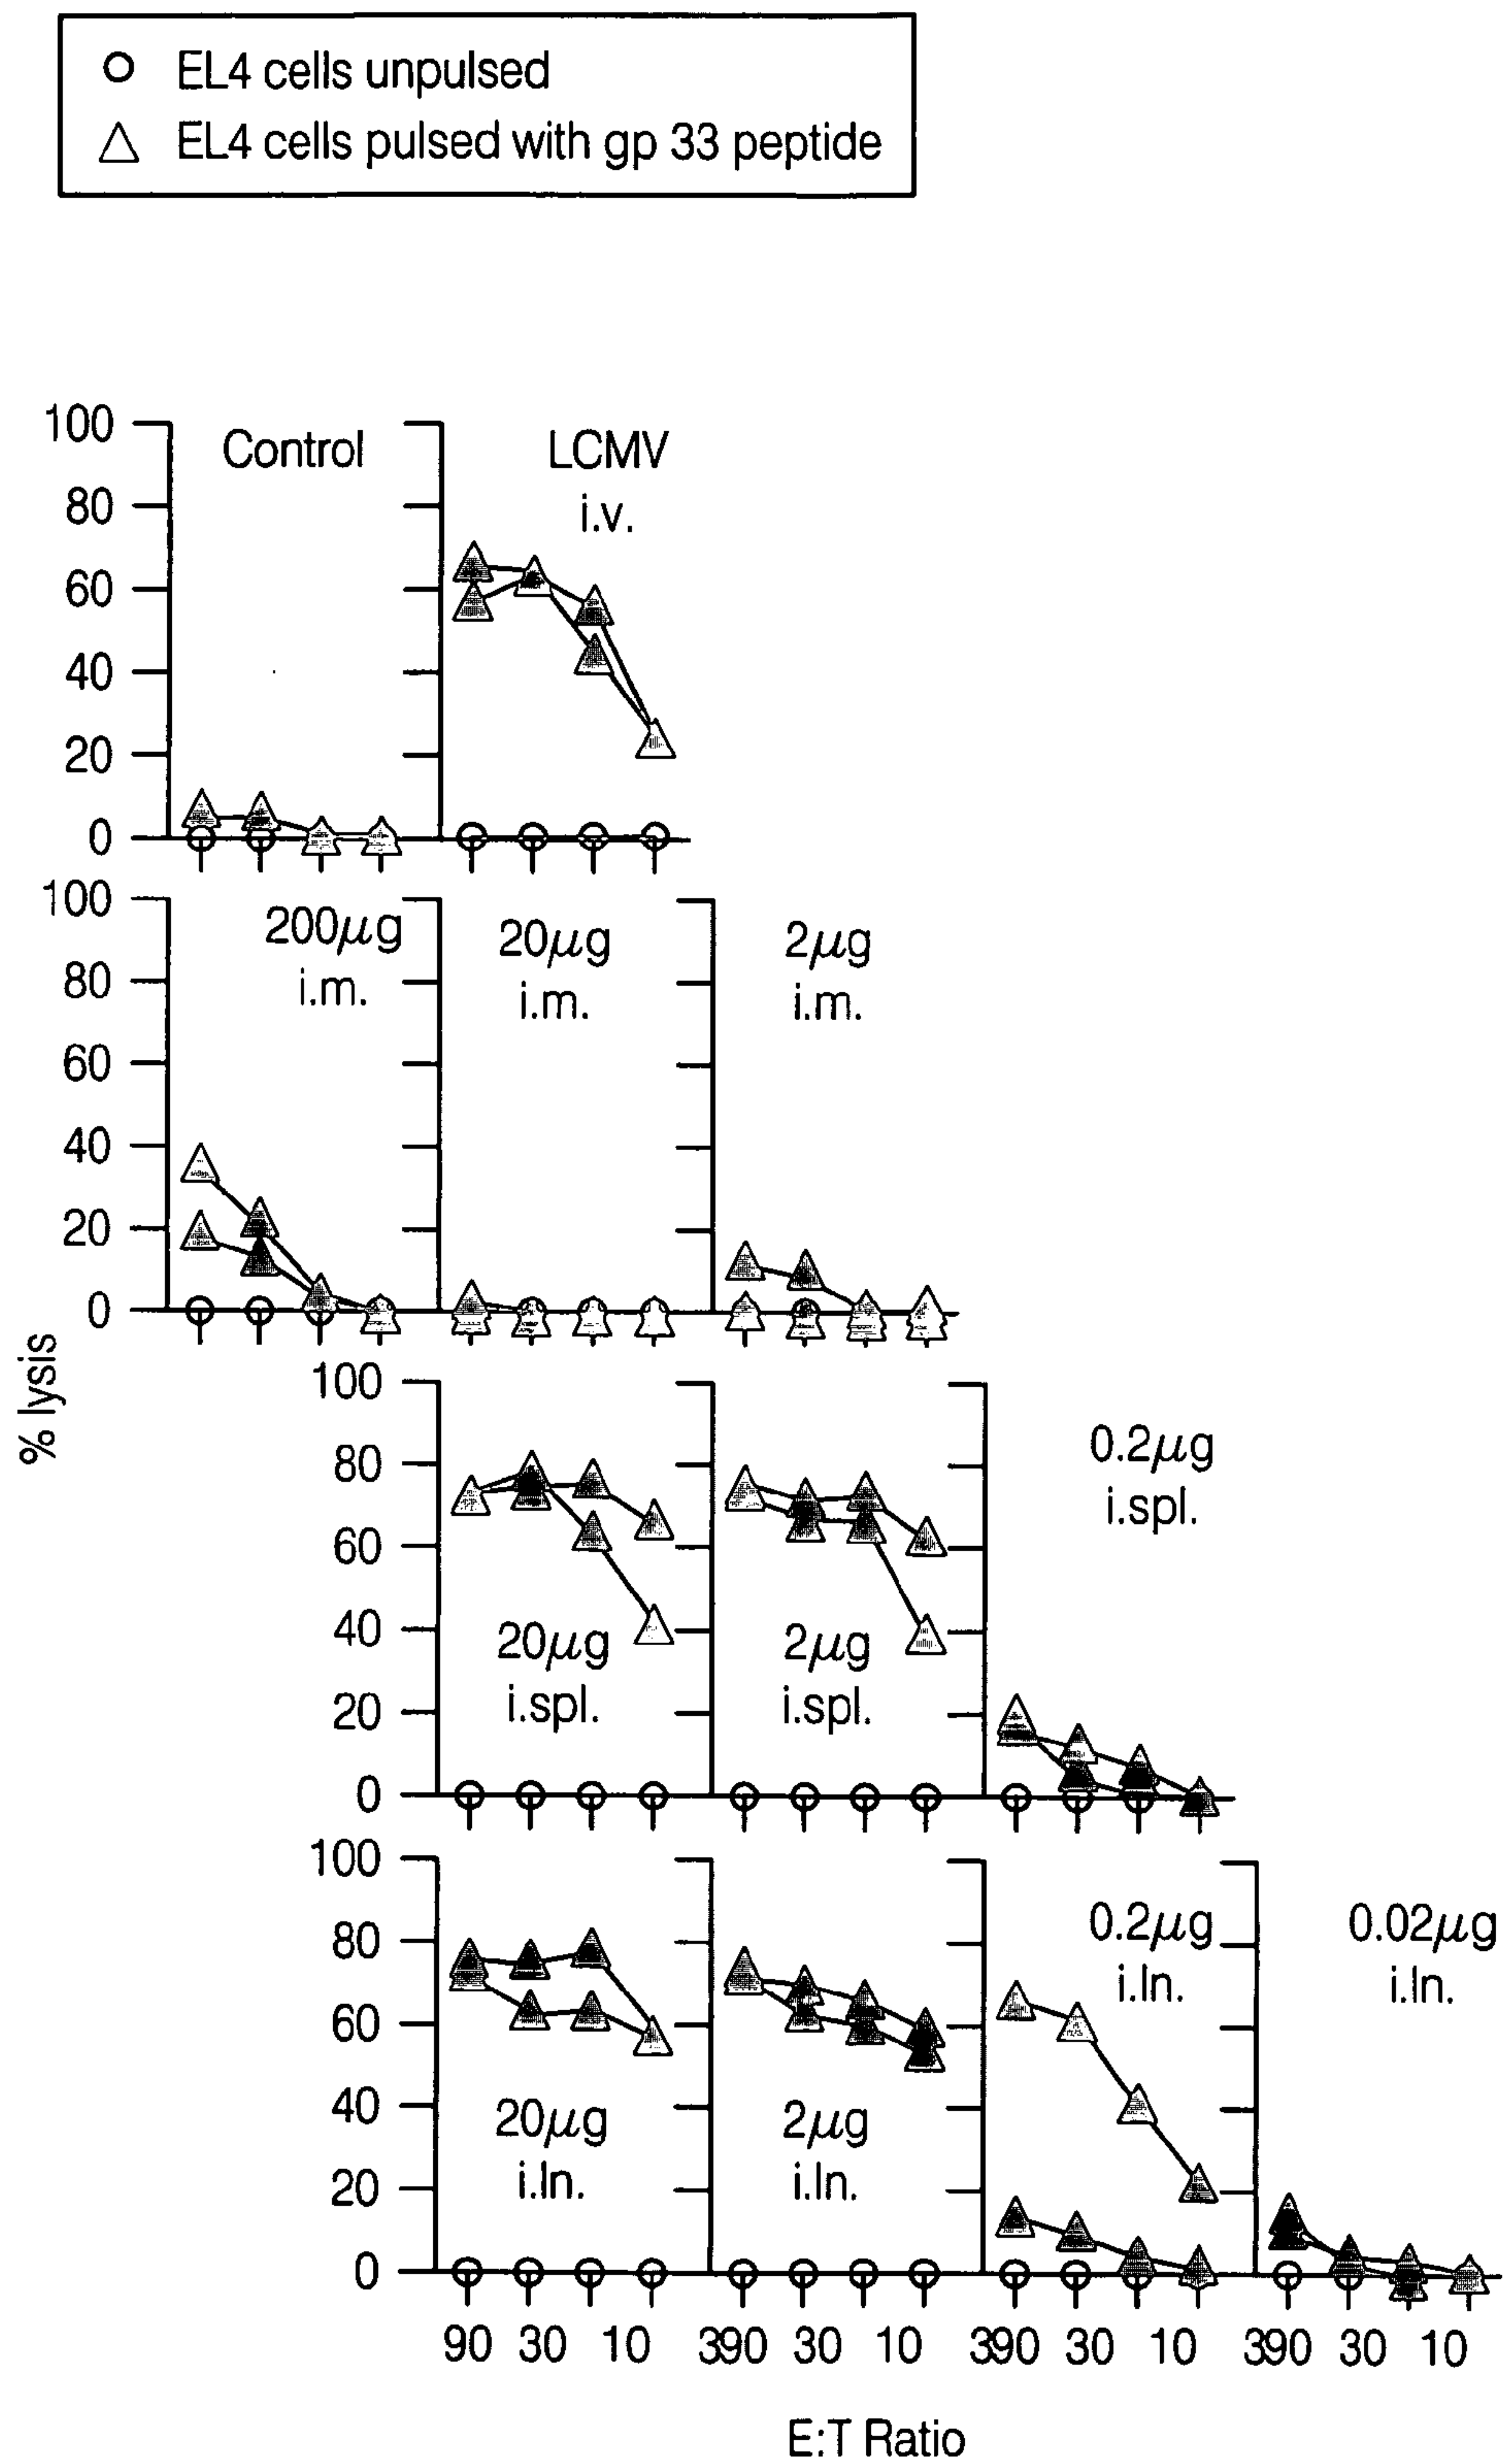 EL4 cells unpulsed
EL4 cells pulsed with gp 33 peptide
100
80
60
40
20
0
Control
LCMV
i.v.
100
80
60
40
20
0
200μg
i.m.
20μg
i.m.
2μg
i.m.
% lysis
100
80
60
40
20
0
20μg
i.spl.
2μg
i.spl.
0.2μg
i.spl.
100
80
60
40
20
0
20μg
i.ln.
2μg
i.ln.
0.2μg
i.ln.
0.02μg
i.ln.
90 30 10 390 30 10 390 30 10 390 30 10
E:T Ratio